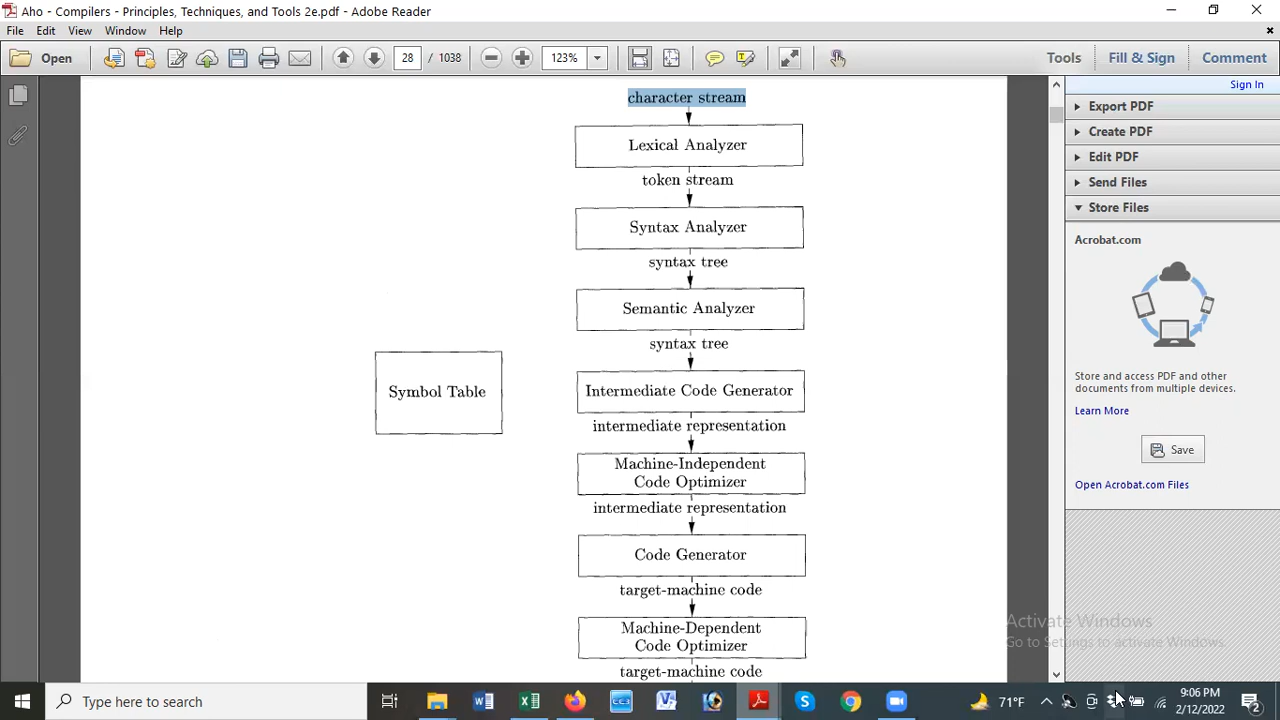 Aho - Compilers - Principles, Techniques, and Tools 2e.pdf - Adobe Reader
File Edit View Window Help
Open 28 / 1038 123% Tools Fill & Sign Comment
Sign In
Export PDF
Create PDF
Edit PDF
Send Files
Store Files
Acrobat.com
Store and access PDF and other
documents from multiple devices.
Learn More
Save
Open Acrobat.com Files
character stream
Lexical Analyzer
token stream
Syntax Analyzer
syntax tree
Semantic Analyzer
syntax tree
Symbol Table
Intermediate Code Generator
intermediate representation
Machine-Independent
Code Optimizer
intermediate representation
Code Generator
target-machine code
Machine-Dependent
Code Optimizer
target-machine code
Activate Windows
Go to Settings to activate Windows.
Type here to search
71°F
9:06 PM
2/12/2022
2